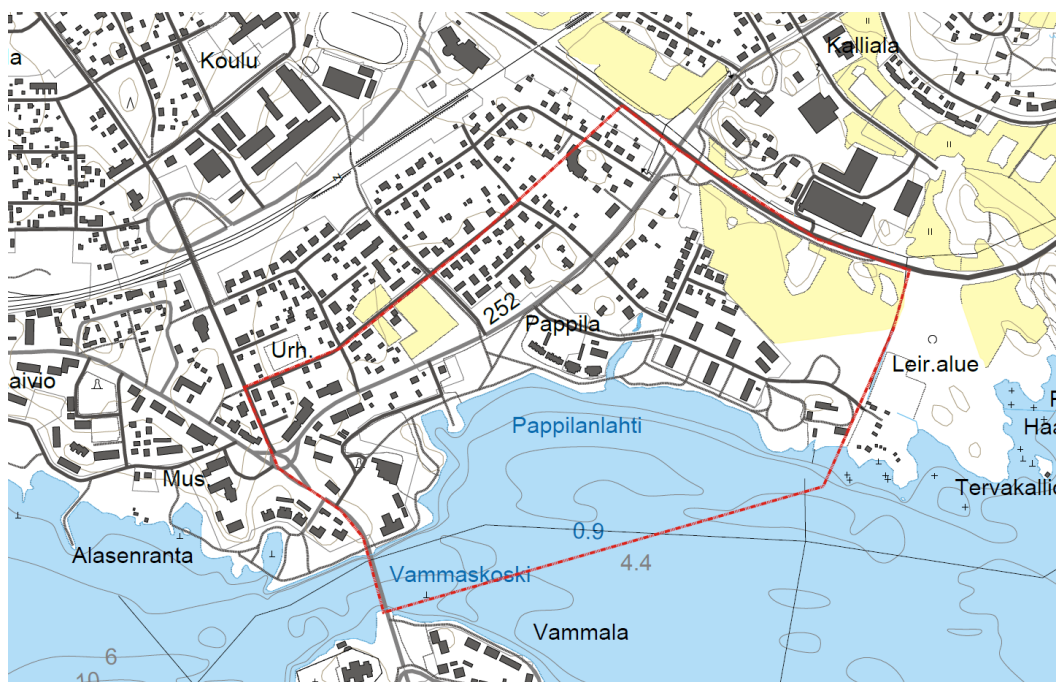 Kalliala
Koulu
a
252
Pappila
Urh.
Leir.alue
aivio
Pappilanlahti
Mus.
Haa
Tervakallio
0.9
Alasenranta
4.4
Vammaskoski
Vammala
6
10